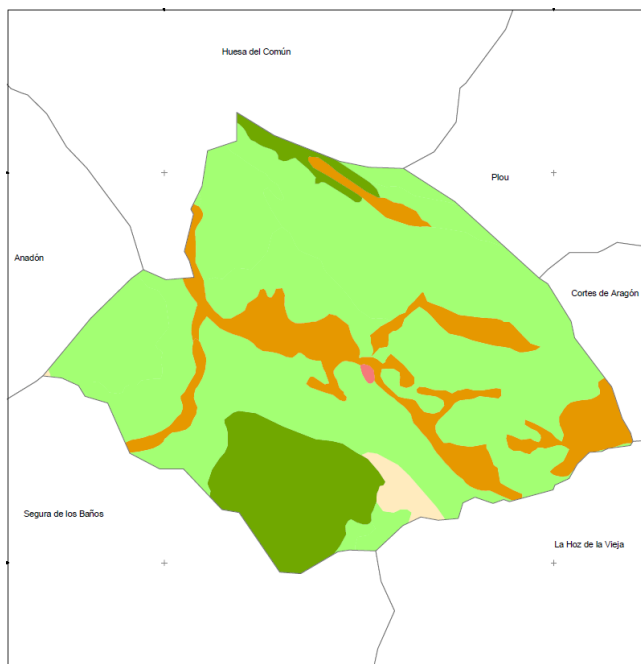 Huesa del Común
Plou
Anadón
Cortes de Aragón
Segura de los Baños
La Hoz de la Vieja